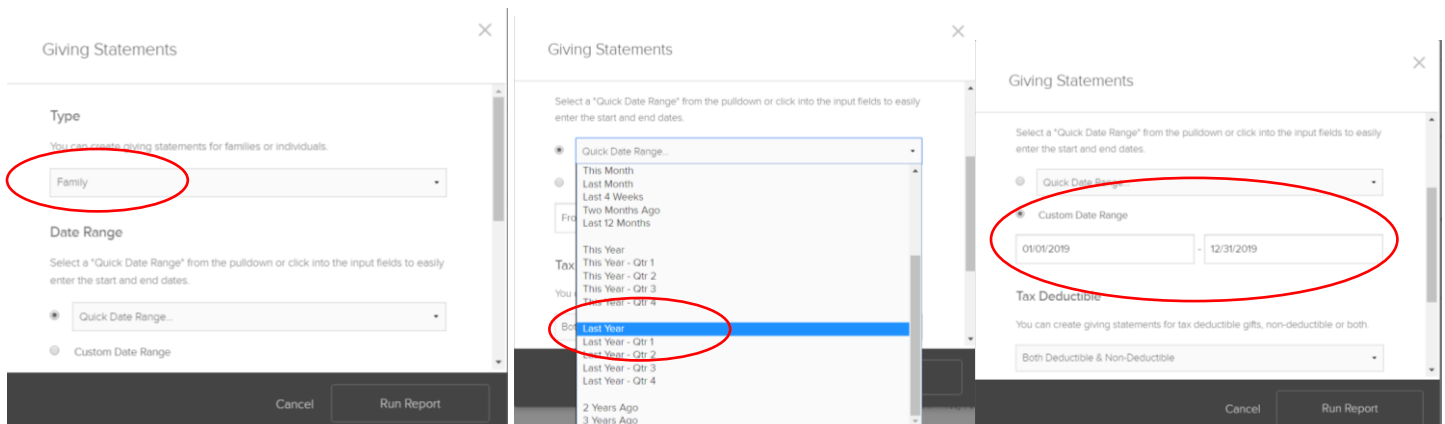 Giving Statements
Type
You can create giving statements for families or individuals.
Family
Date Range
Select a "Quick Date Range" from the pulldown or click into the input fields to easily
enter the start and end dates.
Quick Date Range...
Custom Date Range
Cancel
Run Report
Giving Statements
Select a "Quick Date Range" from the pulldown or click into the input fields to easily
enter the start and end dates.
Quick Date Range...
This Month
Last Month
Last 4 Weeks
Two Months Ago
Last 12 Months
Fro
This Year
This Year - Qtr 1
Tax
This Year - Qtr 2
This Year - Qtr 3
You
This Year - Qtr 4
Bot
Last Year
Last Year - Qtr 1
Last Year - Qtr 2
Last Year - Qtr 3
Last Year - Qtr 4
2 Years Ago
3 Years Ago
Giving Statements
Select a "Quick Date Range" from the pulldown or click into the input fields to easily
enter the start and end dates.
Quick Date Range...
Custom Date Range
01/01/2019 - 12/31/2019
Tax Deductible
You can create giving statements for tax deductible gifts, non-deductible or both.
Both Deductible & Non-Deductible
Cancel
Run Report